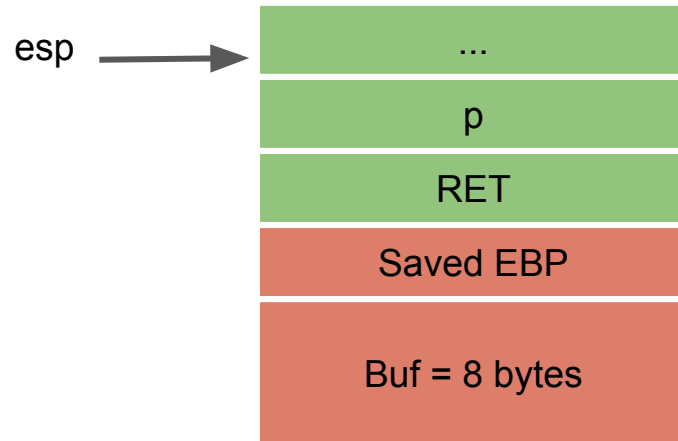 esp
...
p
RET
Saved EBP
Buf = 8 bytes